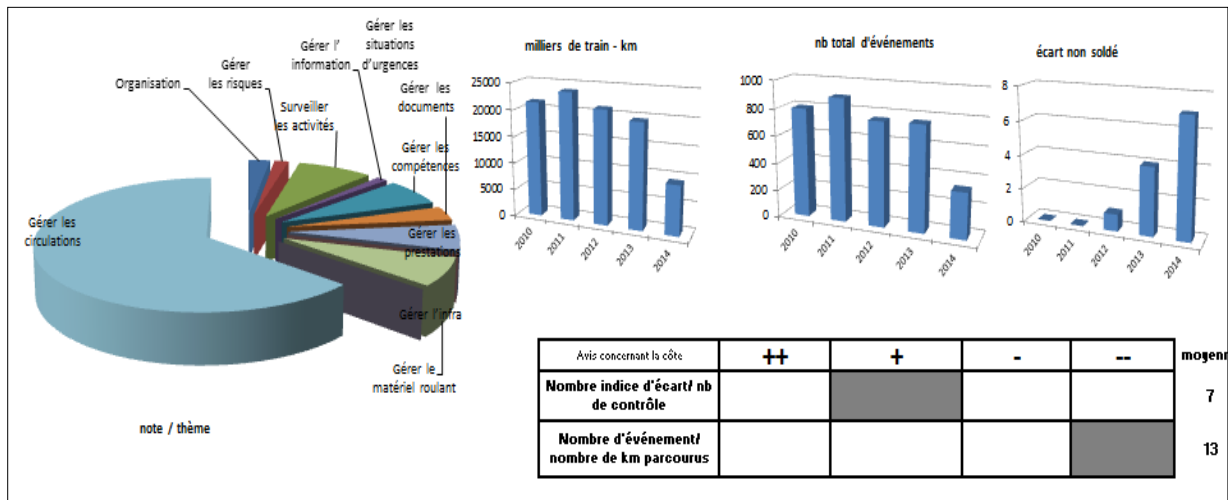 Gérer les
situations
d'urgences
Gérer l'
information
Gérer
les risques
Organisation
Surveiller
les activités
Gérer les
documents
Gérer les
compétences
Gérer les
circulations
Gérer les
prestations
Gérer l'infra
Gérer le
matériel roulant
note / thème
milliers de train - km
25000
20000
15000
10000
5000
0
2010
2011
2012
2013
2014
nb total d'événements
1000
800
600
400
200
0
2010
2011
2012
2013
2014
écart non soldé
8
6
4
2
0
2010
2011
2012
2013
2014
Avis concernant la côte ++ + - -- moyenn
Nombre indice d'écart/ nb
de contrôle
7
Nombre d'événement/
nombre de km parcourus
13